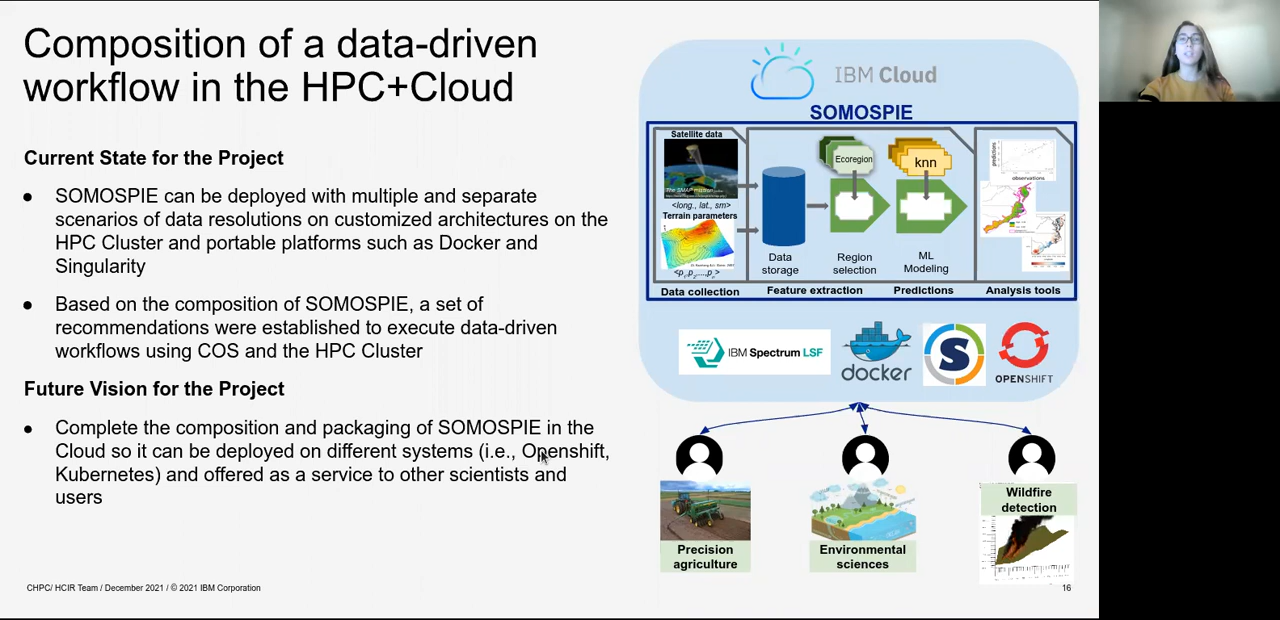 Composition of a data-driven
workflow in the HPC+Cloud
Current State for the Project
● SOMOSPIE can be deployed with multiple and separate
scenarios of data resolutions on customized architectures on the
HPC Cluster and portable platforms such as Docker and
Singularity
● Based on the composition of SOMOSPIE, a set of
recommendations were established to execute data-driven
workflows using COS and the HPC Cluster
Future Vision for the Project
● Complete the composition and packaging of SOMOSPIE in the
Cloud so it can be deployed on different systems (i.e., Openshift,
Kubernetes) and offered as a service to other scientists and
users
IBM Cloud
SOMOSPIE
Satellite data
<long., lat., sm>
Terrain parameters
Data collection
Data
storage
Ecoregion
Region
selection
Feature extraction
knn
ML
Modeling
Predictions
predictions
observations
Analysis tools
IBM Spectrum LSF
docker
S
OPENSHIFT
Precision
agriculture
Environmental
sciences
Wildfire
detection
CHPC/ HCIR Team / December 2021 / © 2021 IBM Corporation
16